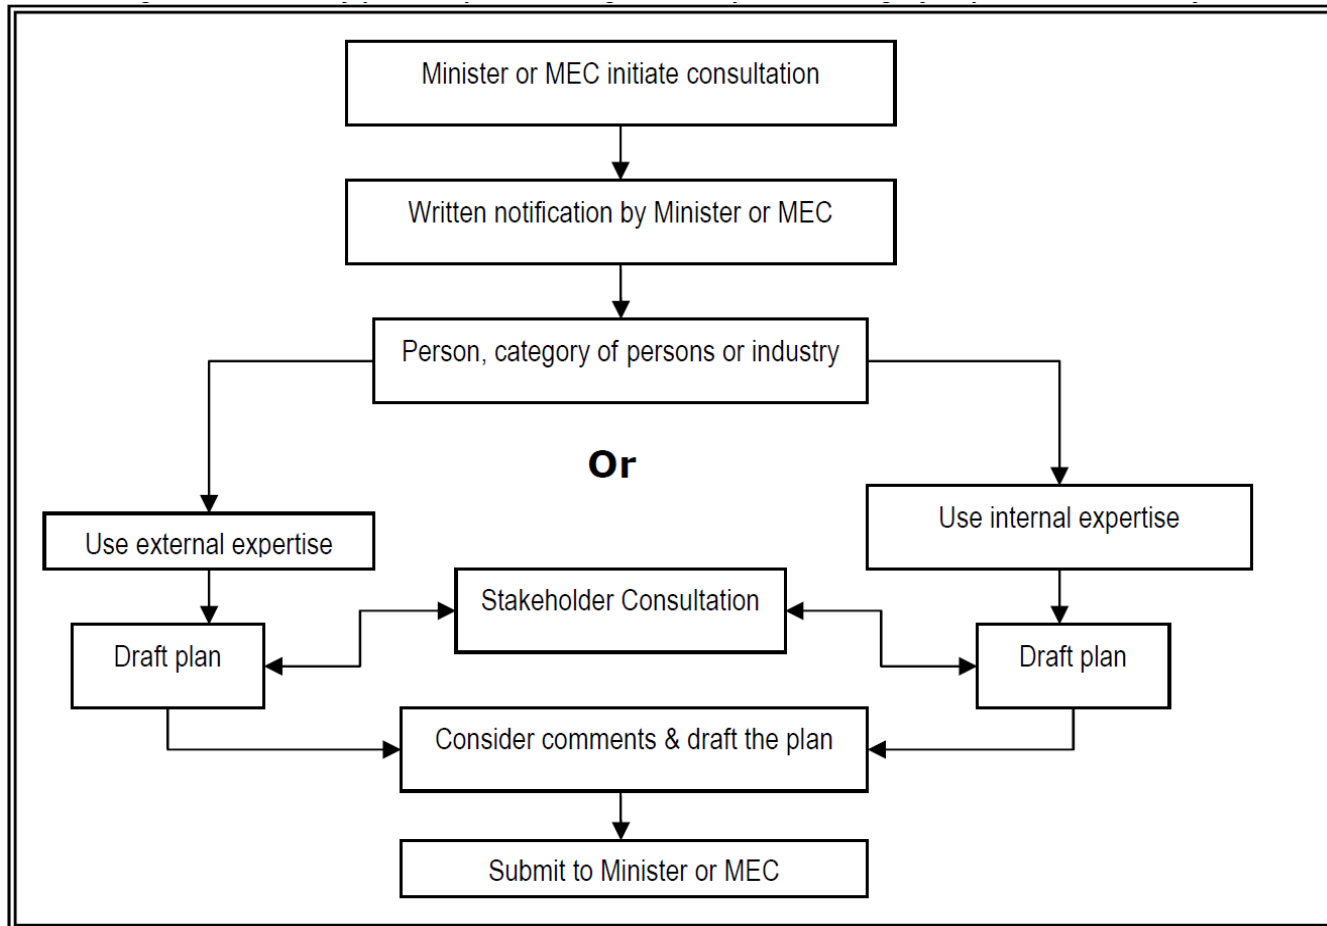 Minister or MEC initiate consultation
Written notification by Minister or MEC
Person, category of persons or industry
Or
Use external expertise
Use internal expertise
Stakeholder Consultation
Draft plan
Draft plan
Consider comments & draft the plan
Submit to Minister or MEC